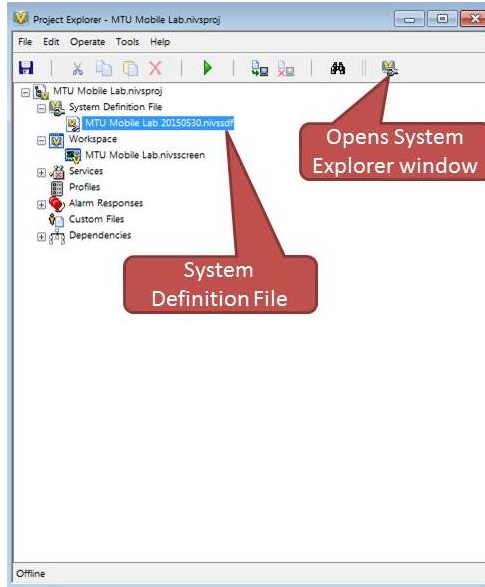 Project Explorer - MTU Mobile Lab.nivsproj
File Edit Operate Tools Help
MTU Mobile Lab.nivsproj
System Definition File
MTU Mobile Lab 20150530.nivssdf
Workspace
MTU Mobile Lab.nivsscreen
Services
Profiles
Alarm Responses
Custom Files
Dependencies
Opens System
Explorer window
System
Definition File
Offline